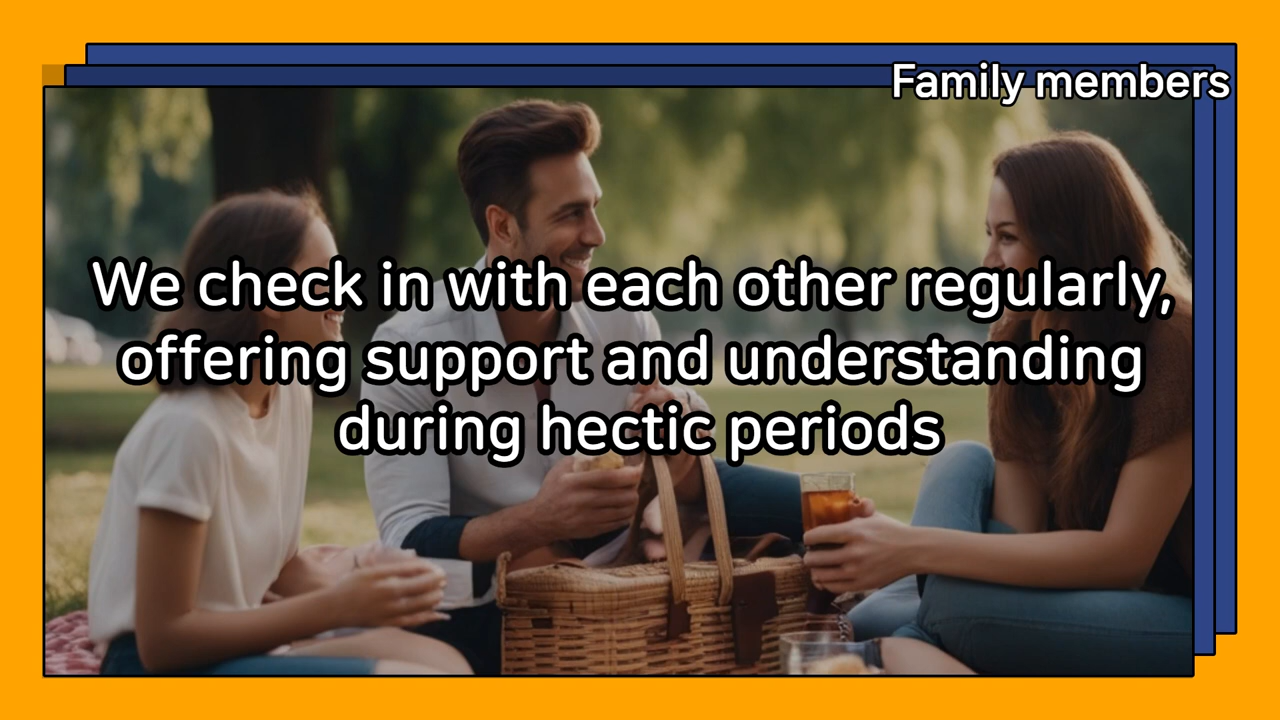 Family members
We check in with each other regularly,
offering support and understanding
during hectic periods